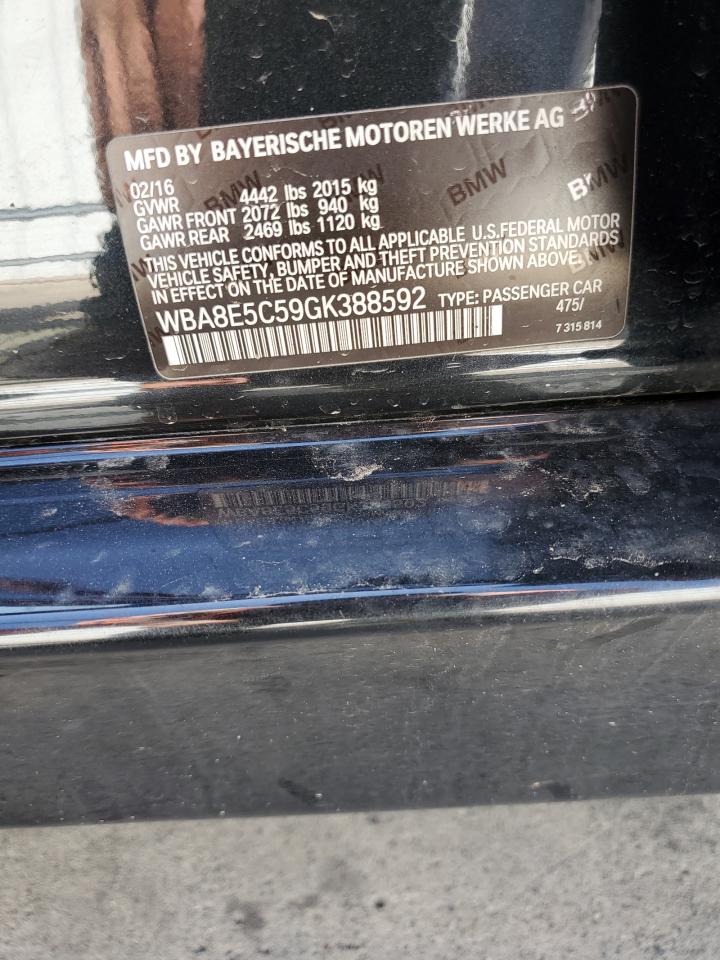 MFD BY BAYERISCHE MOTOREN WERKE AG
02/16
GVWR 4442 lbs 2015 kg
GAWR FRONT 2072 lbs 940 kg
GAWR REAR 2469 lbs 1120 kg
THIS VEHICLE CONFORMS TO ALL APPLICABLE U.S.FEDERAL MOTOR
VEHICLE SAFETY, BUMPER AND THEFT PREVENTION STANDARDS
IN EFFECT ON THE DATE OF MANUFACTURE SHOWN ABOVE.
WBA8E5C59GK388592 TYPE: PASSENGER CAR
475/
7 315 814
BMW
BMW
BMW